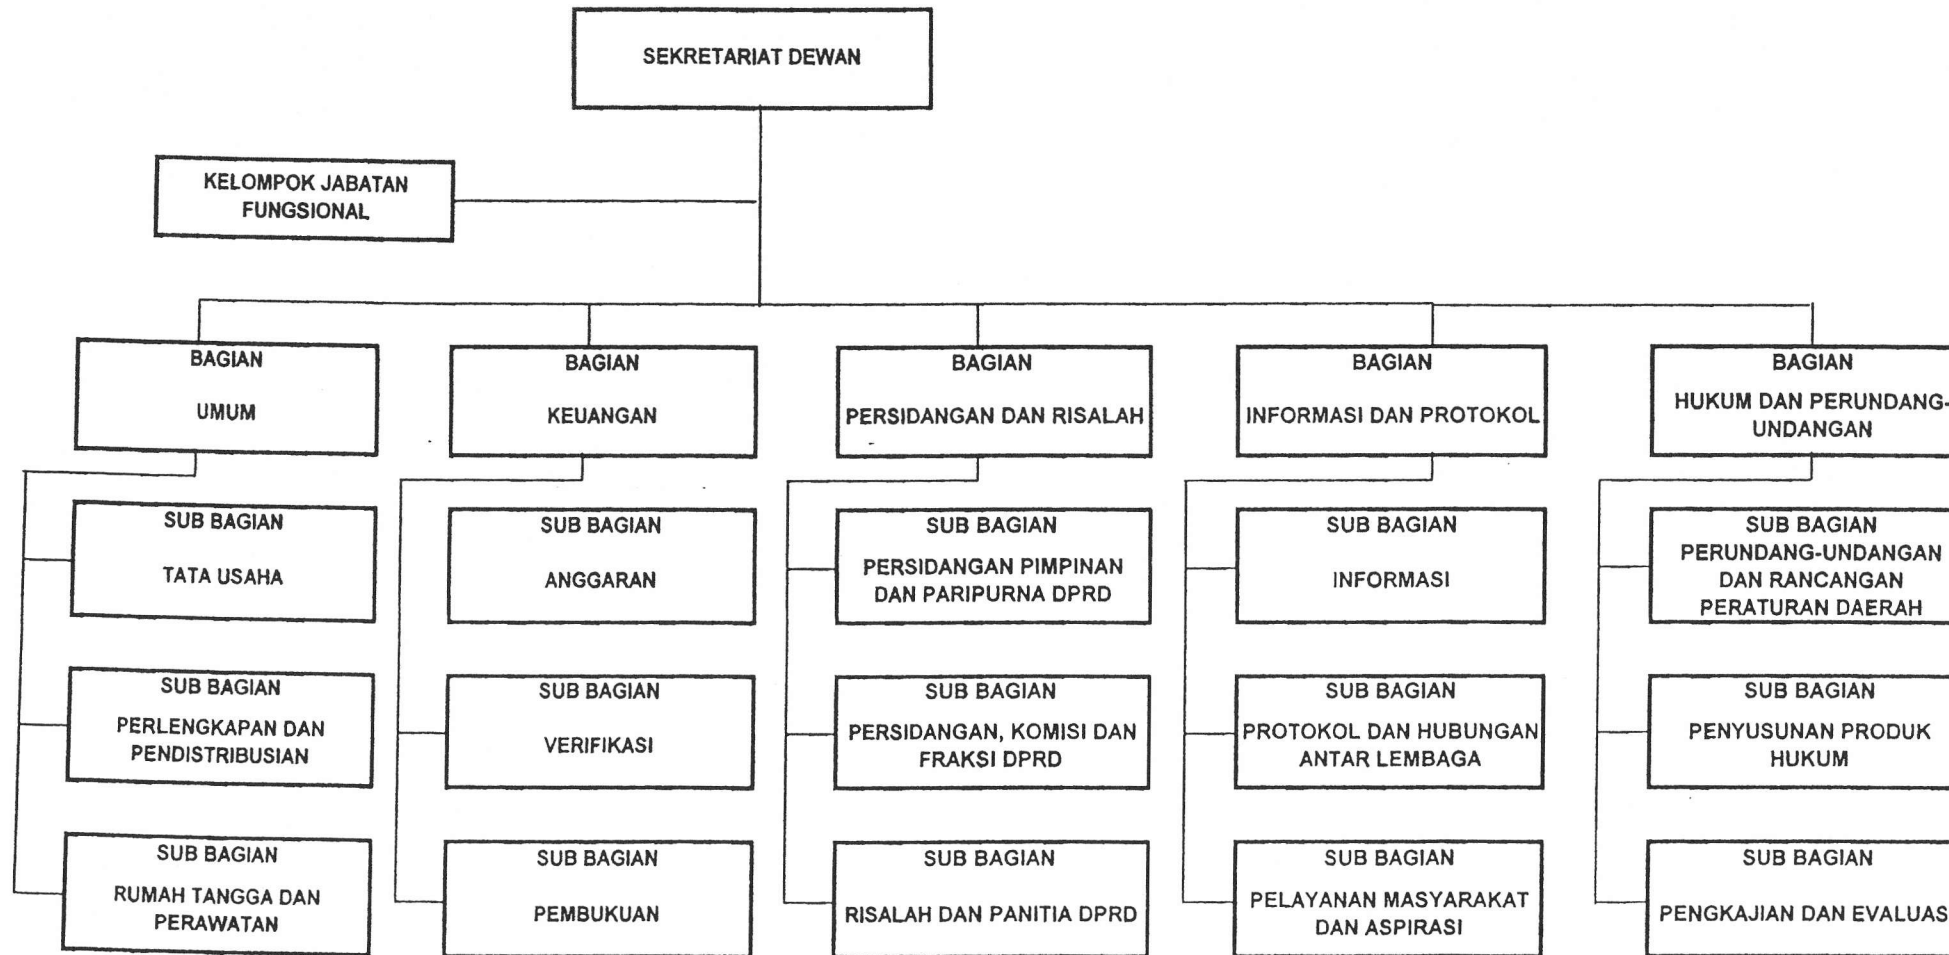 SEKRETARIAT DEWAN
KELOMPOK JABATAN
FUNGSIONAL
BAGIAN
UMUM
BAGIAN
KEUANGAN
BAGIAN
PERSIDANGAN DAN RISALAH
BAGIAN
INFORMASI DAN PROTOKOL
BAGIAN
HUKUM DAN PERUNDANG-
UNDANGAN
SUB BAGIAN
TATA USAHA
SUB BAGIAN
ANGGARAN
SUB BAGIAN
PERSIDANGAN PIMPINAN
DAN PARIPURNA DPRD
SUB BAGIAN
INFORMASI
SUB BAGIAN
PERUNDANG-UNDANGAN
DAN RANCANGAN
PERATURAN DAERAH
SUB BAGIAN
PERLENGKAPAN DAN
PENDISTRIBUSIAN
SUB BAGIAN
VERIFIKASI
SUB BAGIAN
PERSIDANGAN, KOMISI DAN
FRAKSI DPRD
SUB BAGIAN
PROTOKOL DAN HUBUNGAN
ANTAR LEMBAGA
SUB BAGIAN
PENYUSUNAN PRODUK
HUKUM
SUB BAGIAN
RUMAH TANGGA DAN
PERAWATAN
SUB BAGIAN
PEMBUKUAN
SUB BAGIAN
RISALAH DAN PANITIA DPRD
SUB BAGIAN
PELAYANAN MASYARAKAT
DAN ASPIRASI
SUB BAGIAN
PENGKAJIAN DAN EVALUAS